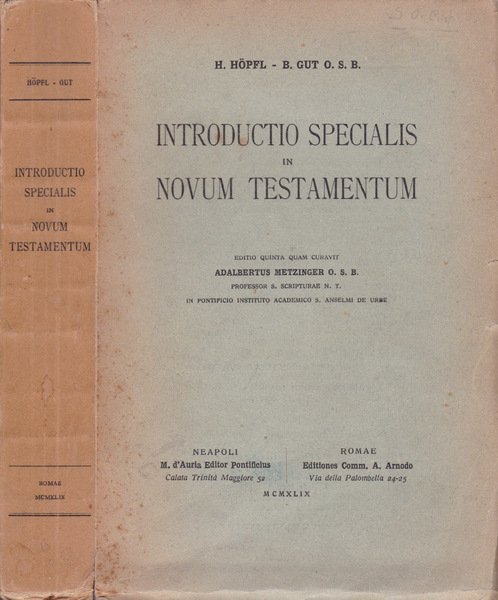 HÖPFL - GUT
INTRODUCTIO
SPECIALIS
IN
NOVUM
TESTAMENTUM
ROMAE
MCMXLIX
H. HÖPFL - B. GUT O. S. B.
INTRODUCTIO SPECIALIS
IN
NOVUM TESTAMENTUM
EDITIO QUINTA QUAM CURAVIT
ADALBERTUS METZINGER O. S. B.
PROFESSOR S. SCRIPTURAE N. T.
IN PONTIFICIO INSTITUTO ACADEMICO S. ANSELMI DE URBE
NEAPOLI
M. d'Auria Editor Pontificius
Calata Trinità Maggiore 52
ROMAE
Editiones Comm. A. Arnodo
Via della Palombella 24-25
MCMXLIX